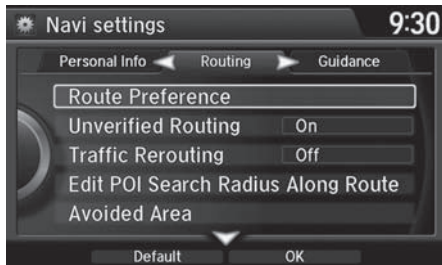 Navi settings 9:30
Personal Info Routing Guidance
Route Preference
Unverified Routing On
Traffic Rerouting Off
Edit POI Search Radius Along Route
Avoided Area
Default OK